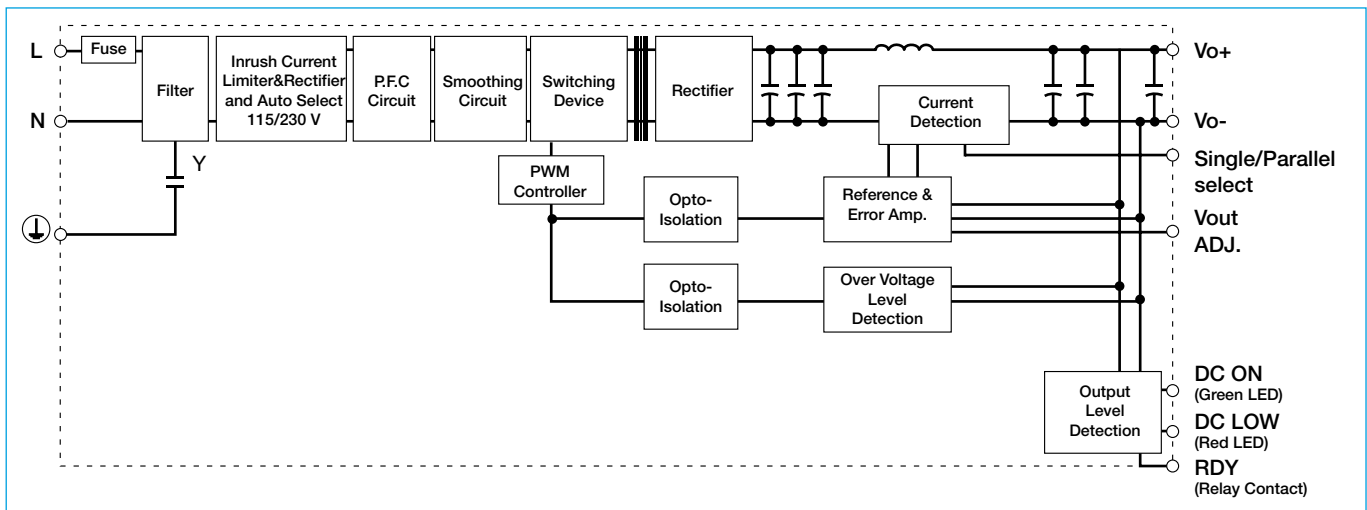 L
Fuse
Filter
Inrush Current
Limiter&Rectifier
and Auto Select
115/230 V
P.F.C
Circuit
Smoothing
Circuit
Switching
Device
Rectifier
Current
Detection
Vo+
N
Vo-
Y
PWM
Controller
Opto-
Isolation
Reference &
Error Amp.
Single/Parallel
select
Vout
ADJ.
Opto-
Isolation
Over Voltage
Level
Detection
Output
Level
Detection
DC ON
(Green LED)
DC LOW
(Red LED)
RDY
(Relay Contact)